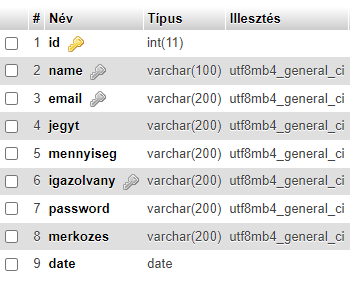 # Név Típus Illesztés
1 id int(11)
2 name varchar(100) utf8mb4_general_ci
3 email varchar(200) utf8mb4_general_ci
4 jegyt varchar(200) utf8mb4_general_ci
5 mennyiseg varchar(200) utf8mb4_general_ci
6 igazolvany varchar(200) utf8mb4_general_ci
7 password varchar(200) utf8mb4_general_ci
8 merkozes varchar(200) utf8mb4_general_ci
9 date date